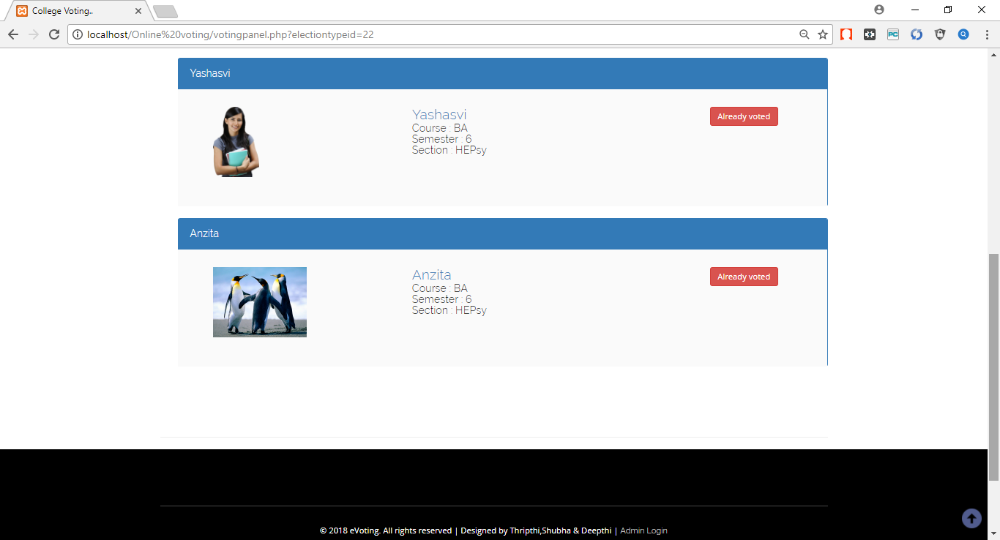 College Voting..
localhost/Online%20voting/votingpanel.php?electiontypeid=22
PC
Yashasvi
Yashasvi
Course : BA
Semester : 6
Section : HEPsy
Already voted
Anzita
Anzita
Course : BA
Semester : 6
Section : HEPsy
Already voted
© 2018 eVoting. All rights reserved | Designed by Thripthi,Shubha & Deepthi | Admin Login